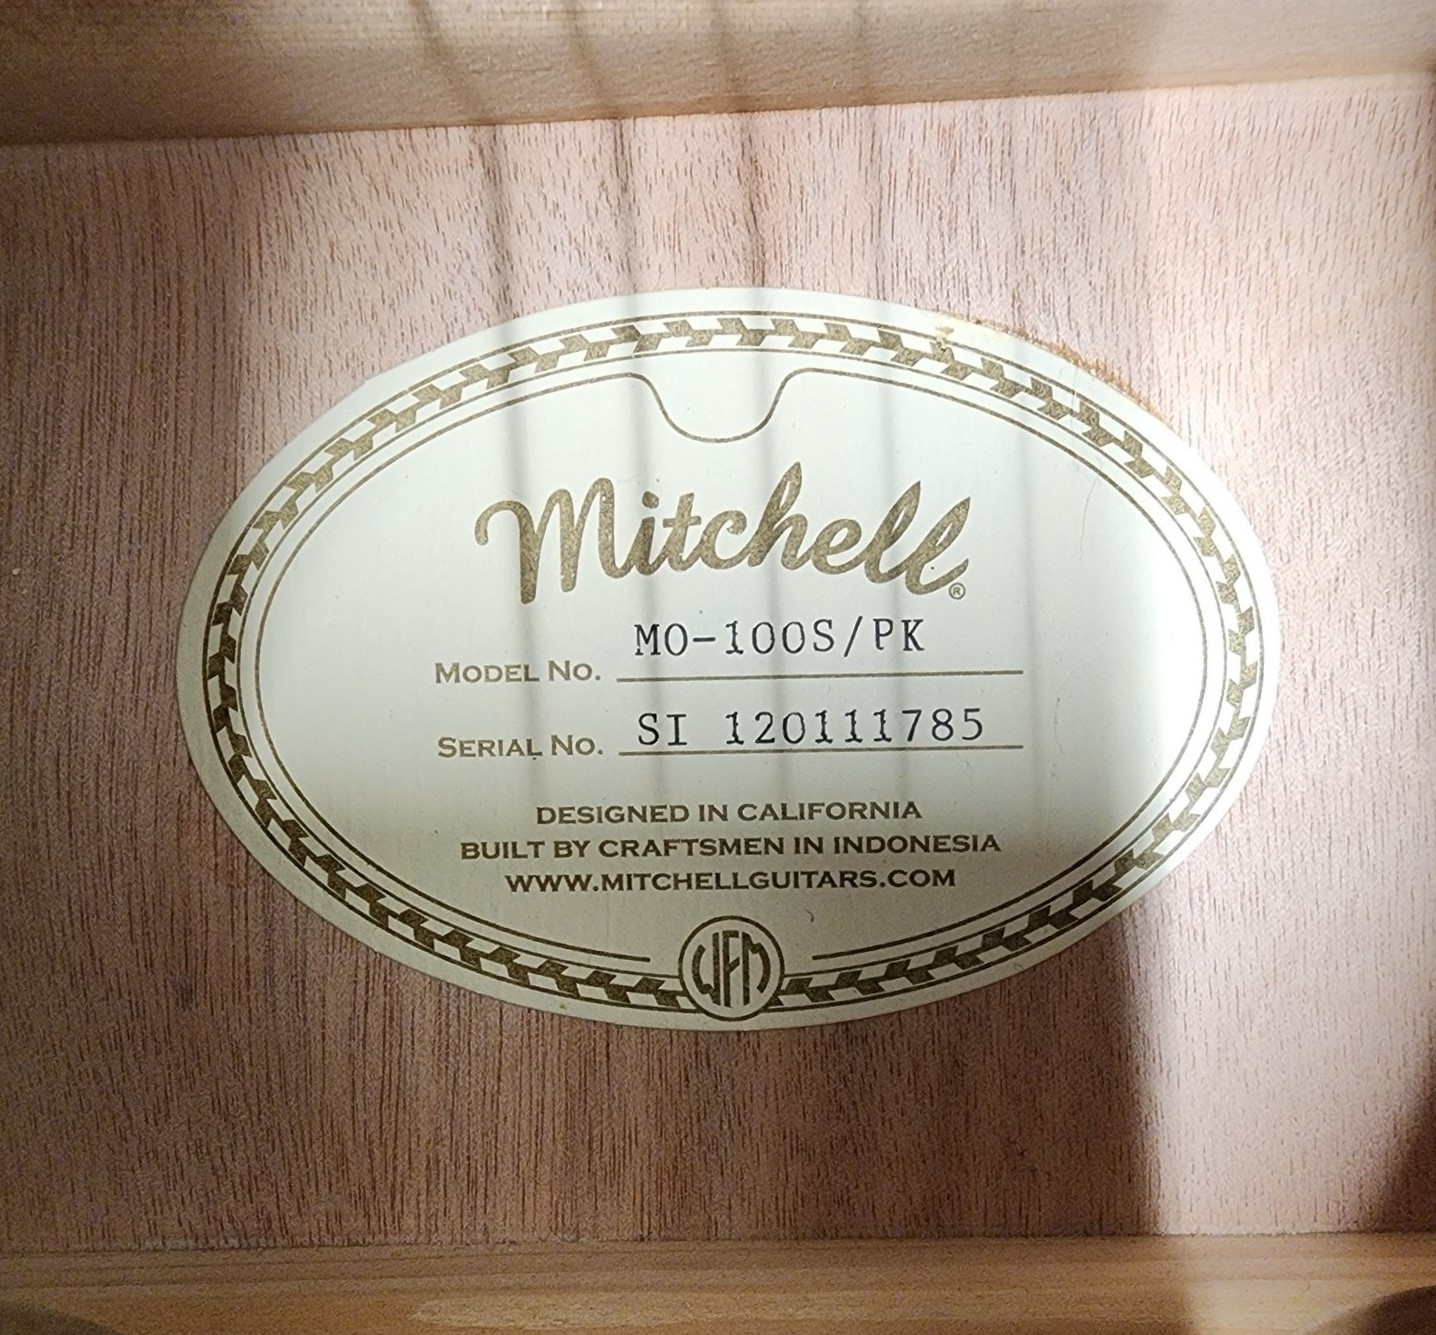 Mitchell®
MODEL NO. MO-100S/PK
SERIAL NO. SI 120111785
DESIGNED IN CALIFORNIA
BUILT BY CRAFTSMEN IN INDONESIA
WWW.MITCHELLGUITARS.COM
WFM